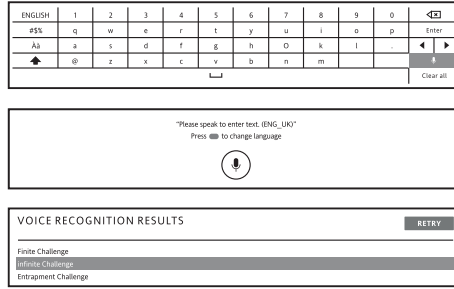 ENGLISH 1 2 3 4 5 6 7 8 9 0
#$% q w e r t y u i o p Enter
Àà a s d f g h O k l .
@ z x c v b n m
Clear all
"Please speak to enter text. (ENG_UK)"
Press to change language
VOICE RECOGNITION RESULTS RETRY
Finite Challenge
infinite Challenge
Entrapment Challenge